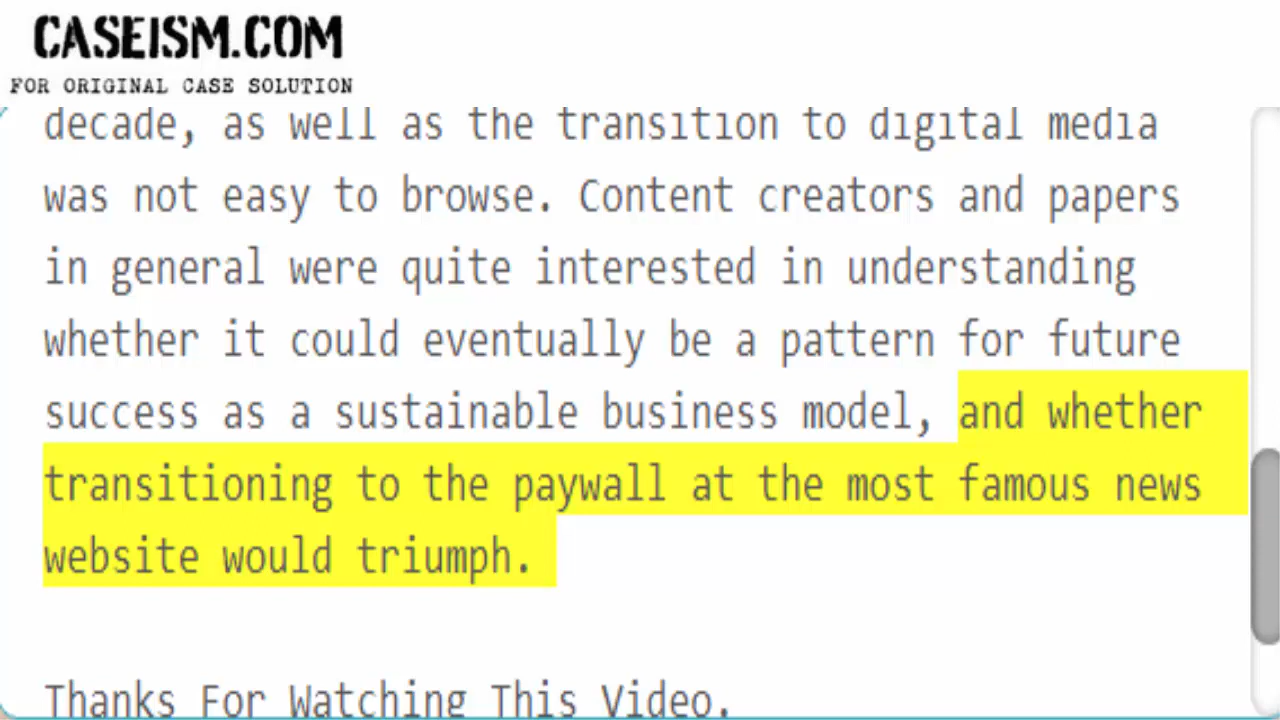 CASEISM.COM
FOR ORIGINAL CASE SOLUTION
decade, as well as the transition to digital media
was not easy to browse. Content creators and papers
in general were quite interested in understanding
whether it could eventually be a pattern for future
success as a sustainable business model, and whether
transitioning to the paywall at the most famous news
website would triumph.
Thanks For Watching This Video.